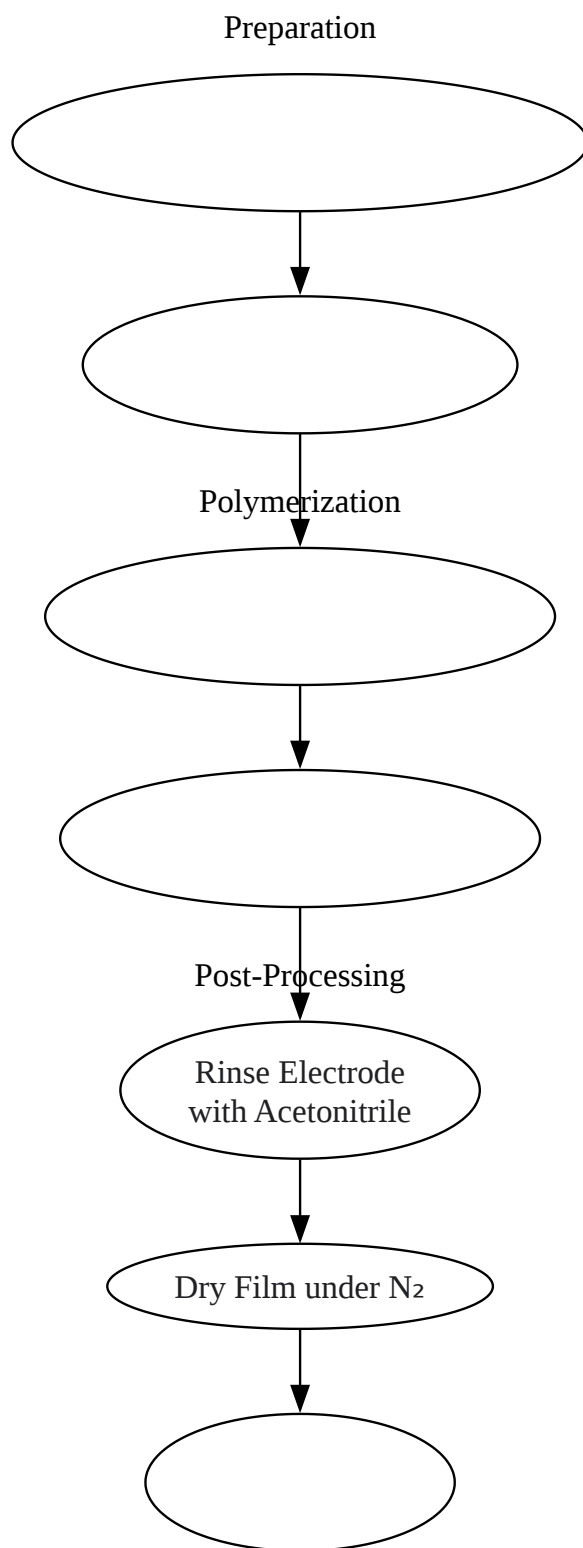 Preparation
Polymerization
Post-Processing
Rinse Electrode
with Acetonitrile
Dry Film under N₂